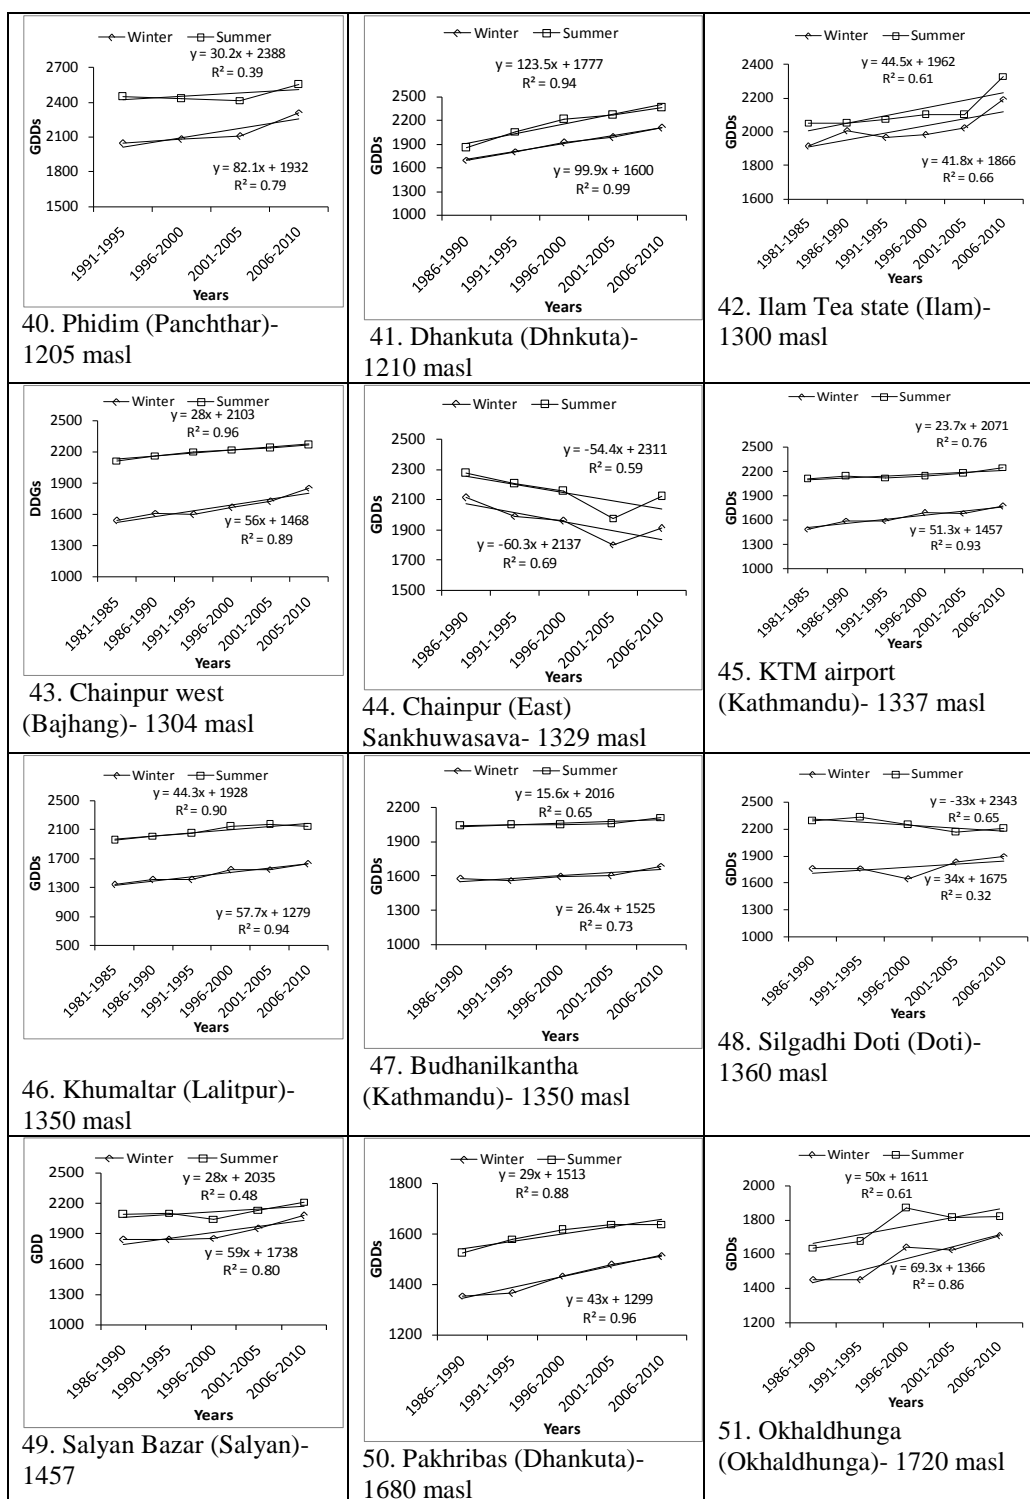 Winter Summer
y = 30.2x + 2388
R² = 0.39
2700
2400
2100
1800
1500
GDDs
y = 82.1x + 1932
R² = 0.79
1991-1995
1996-2000
2001-2005
2006-2010
Years
40. Phidim (Panchthar)-
1205 masl
Winter Summer
y = 123.5x + 1777
R² = 0.94
2500
2200
1900
1600
1300
1000
GDDs
y = 99.9x + 1600
R² = 0.99
1986-1990
1991-1995
1996-2000
2001-2005
2006-2010
Years
41. Dhankuta (Dhnkuta)-
1210 masl
Winter Summer
y = 44.5x + 1962
R² = 0.61
2400
2200
2000
1800
1600
GDDs
y = 41.8x + 1866
R² = 0.66
1981-1985
1986-1990
1991-1995
1996-2000
2001-2005
2006-2010
Years
42. Ilam Tea state (Ilam)-
1300 masl
Winter Summer
y = 28x + 2103
R² = 0.96
2500
2200
1900
1600
1300
1000
DDGs
y = 56x + 1468
R² = 0.89
1981-1985
1986-1990
1991-1995
1996-2000
2001-2005
2005-2010
Years
43. Chainpur west
(Bajhang)- 1304 masl
Winter Summer
y = -54.4x + 2311
R² = 0.59
2500
2300
2100
1900
1700
1500
GDDs
y = -60.3x + 2137
R² = 0.69
1986-1990
1991-1995
1996-2000
2001-2005
2006-2010
Years
44. Chainpur (East)
Sankhuwasava- 1329 masl
Winter Summer
y = 23.7x + 2071
R² = 0.76
2500
2200
1900
1600
1300
1000
GDDs
y = 51.3x + 1457
R² = 0.93
1981-1985
1986-1990
1991-1995
1996-2000
2001-2005
2006-2010
Years
45. KTM airport
(Kathmandu)- 1337 masl
Winter Summer
y = 44.3x + 1928
R² = 0.90
2500
2100
1700
1300
900
500
GDDs
y = 57.7x + 1279
R² = 0.94
1981-1985
1986-1990
1991-1995
1996-2000
2001-2005
2006-2010
Years
46. Khumaltar (Lalitpur)-
1350 masl
Winetr Summer
y = 15.6x + 2016
R² = 0.65
2200
1900
1600
1300
1000
GDDs
y = 26.4x + 1525
R² = 0.73
1986-1990
1991-1995
1996-2000
2001-2005
2006-2010
Years
47. Budhanilkantha
(Kathmandu)- 1350 masl
Winter Summer
y = -33x + 2343
R² = 0.65
2500
2200
1900
1600
1300
1000
GDDs
y = 34x + 1675
R² = 0.32
1986-1990
1991-1995
1996-2000
2001-2005
2006-2010
Years
48. Silgadhi Doti (Doti)-
1360 masl
Winter Summer
y = 28x + 2035
R² = 0.48
2500
2200
1900
1600
1300
1000
GDD
y = 59x + 1738
R² = 0.80
1986-1990
1990-1995
1996-2000
2001-2005
2006-2010
Years
49. Salyan Bazar (Salyan)-
1457
Winter Summer
y = 29x + 1513
R² = 0.88
1800
1600
1400
1200
GDDs
y = 43x + 1299
R² = 0.96
1986--1990
1991-1995
1996-2000
2001-2005
2006-2010
Years
50. Pakhribas (Dhankuta)-
1680 masl
Winter Summer
y = 50x + 1611
R² = 0.61
2000
1800
1600
1400
1200
GDDs
y = 69.3x + 1366
R² = 0.86
1986-1990
1991-1995
1996-2000
2001-2005
2006-2010
Years
51. Okhaldhunga
(Okhaldhunga)- 1720 masl